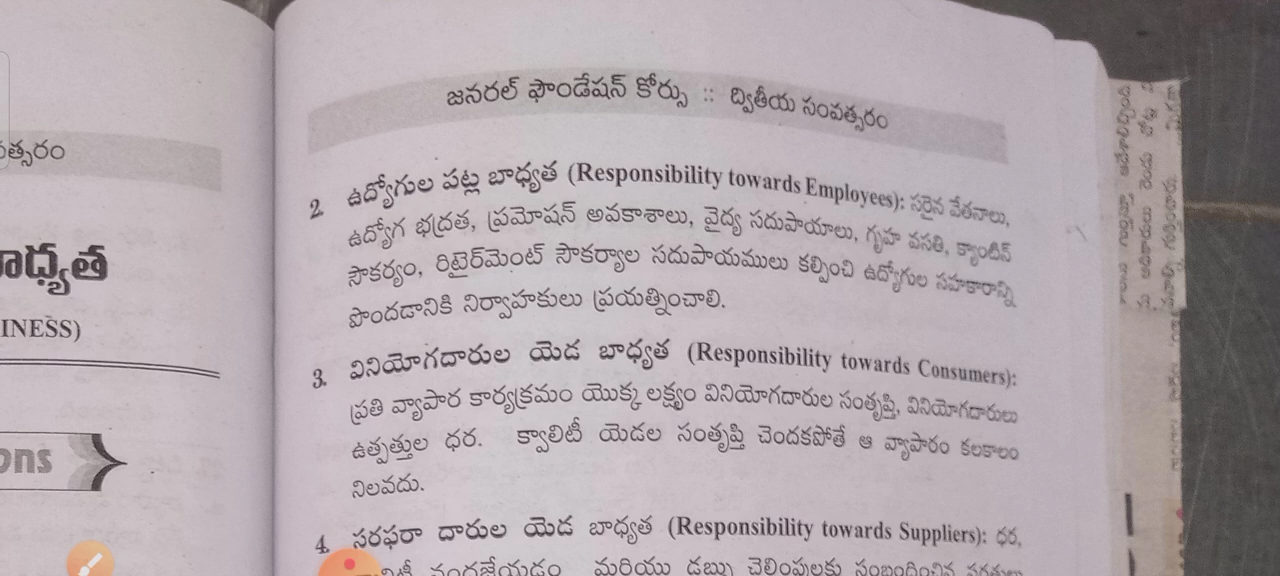 త్సరం
బాధ్యత
INESS)
ons
జనరల్ ఫౌండేషన్ కోర్సు :: ద్వితీయ సంవత్సరం
2. ఉద్యోగుల పట్ల బాధ్యత (Responsibility towards Employees): సరైన వేతనాలు,
ఉద్యోగ భద్రత, ప్రమోషన్ అవకాశాలు, వైద్య సదుపాయాలు, గృహ వసతి, క్యాంటిన్
సౌకర్యం, రిటైర్‌మెంట్ సౌకర్యాల సదుపాయములు కల్పించి ఉద్యోగుల సహకారాన్ని
పొందడానికి నిర్వాహకులు ప్రయత్నించాలి.
3. వినియోగదారుల యెడ బాధ్యత (Responsibility towards Consumers):
ప్రతి వ్యాపార కార్యక్రమం యొక్క లక్ష్యం వినియోగదారుల సంతృప్తి, వినియోగదారులు
ఉత్పత్తుల ధర. క్వాలిటీ యెడల సంతృప్తి చెందకపోతే ఆ వ్యాపారం కలకాలం
నిలవదు.
4. సరఫరా దారుల యెడ బాధ్యత (Responsibility towards Suppliers): ధర,
మరియు డబ్బు చెలింపులకు సంబంధించిన